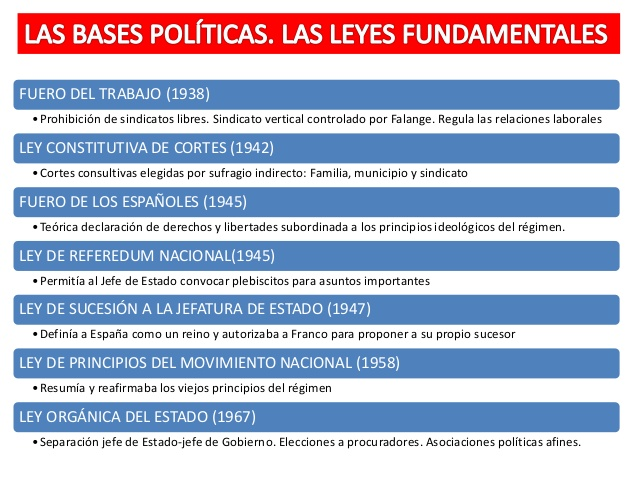 LAS BASES POLÍTICAS. LAS LEYES FUNDAMENTALES
FUERO DEL TRABAJO (1938)
•Prohibición de sindicatos libres. Sindicato vertical controlado por Falange. Regula las relaciones laborales
LEY CONSTITUTIVA DE CORTES (1942)
•Cortes consultivas elegidas por sufragio indirecto: Familia, municipio y sindicato
FUERO DE LOS ESPAÑOLES (1945)
•Teórica declaración de derechos y libertades subordinada a los principios ideológicos del régimen.
LEY DE REFEREDUM NACIONAL(1945)
•Permitía al Jefe de Estado convocar plebiscitos para asuntos importantes
LEY DE SUCESIÓN A LA JEFATURA DE ESTADO (1947)
•Definía a España como un reino y autorizaba a Franco para proponer a su propio sucesor
LEY DE PRINCIPIOS DEL MOVIMIENTO NACIONAL (1958)
•Resumía y reafirmaba los viejos principios del régimen
LEY ORGÁNICA DEL ESTADO (1967)
•Separación jefe de Estado-jefe de Gobierno. Elecciones a procuradores. Asociaciones políticas afines.